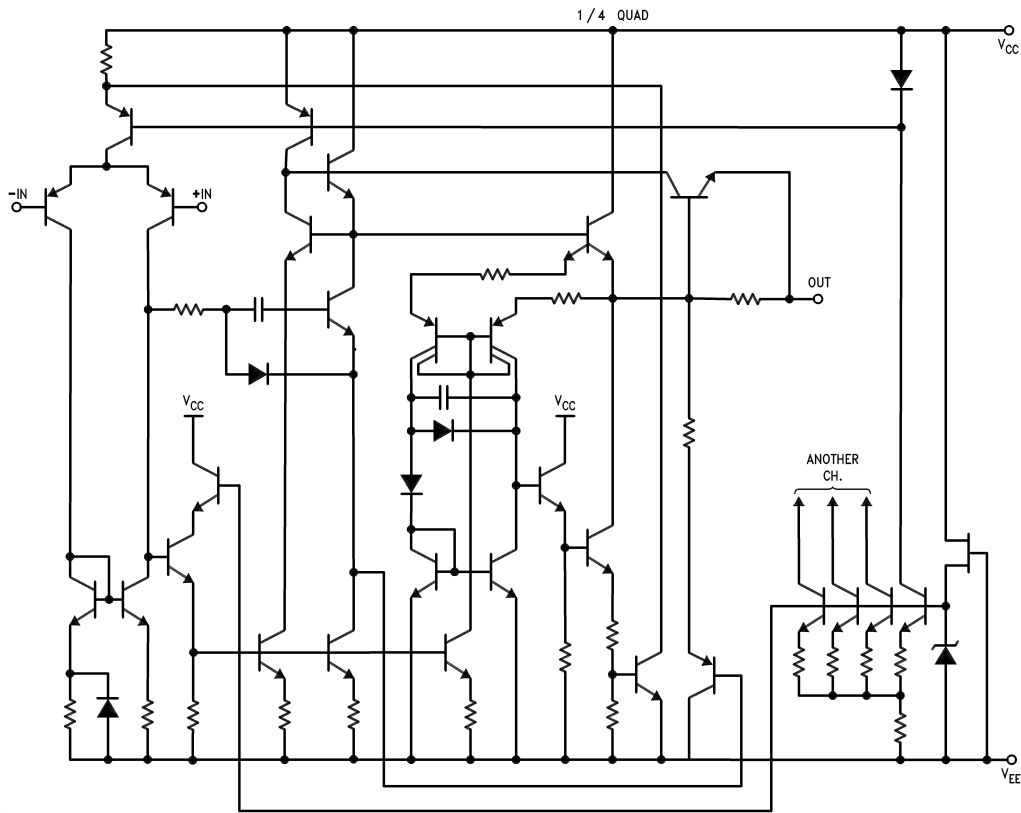 1/4 QUAD
VCC
-IN
+IN
OUT
VCC
VCC
ANOTHER
CH.
VEE